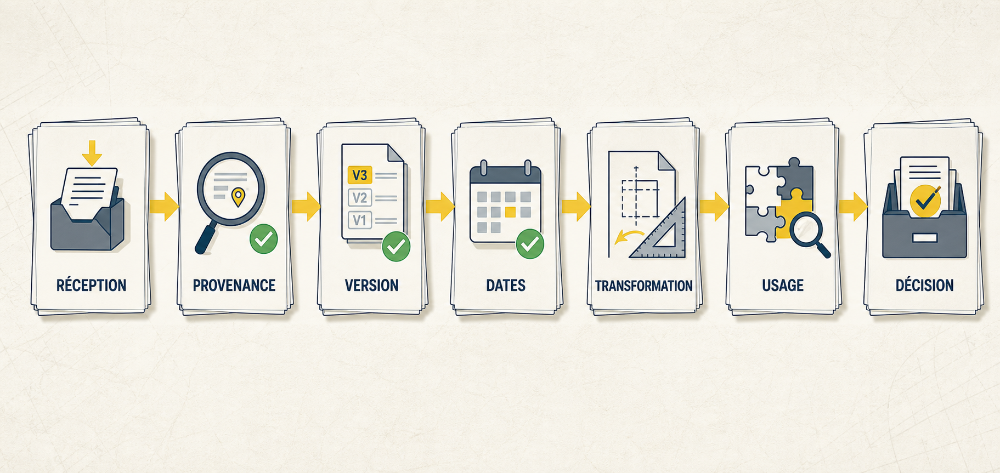 V3
V2
V1
RÉCEPTION
PROVENANCE
VERSION
DATES
TRANSFORMATION
USAGE
DÉCISION